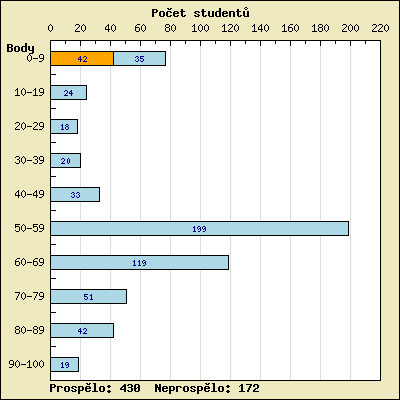 Počet studentů
0 20 40 60 80 100 120 140 160 180 200 220
Body
0-9 42 35
10-19 24
20-29 18
30-39 20
40-49 33
50-59 199
60-69 119
70-79 51
80-89 42
90-100 19
Prospělo: 430 Neprospělo: 172